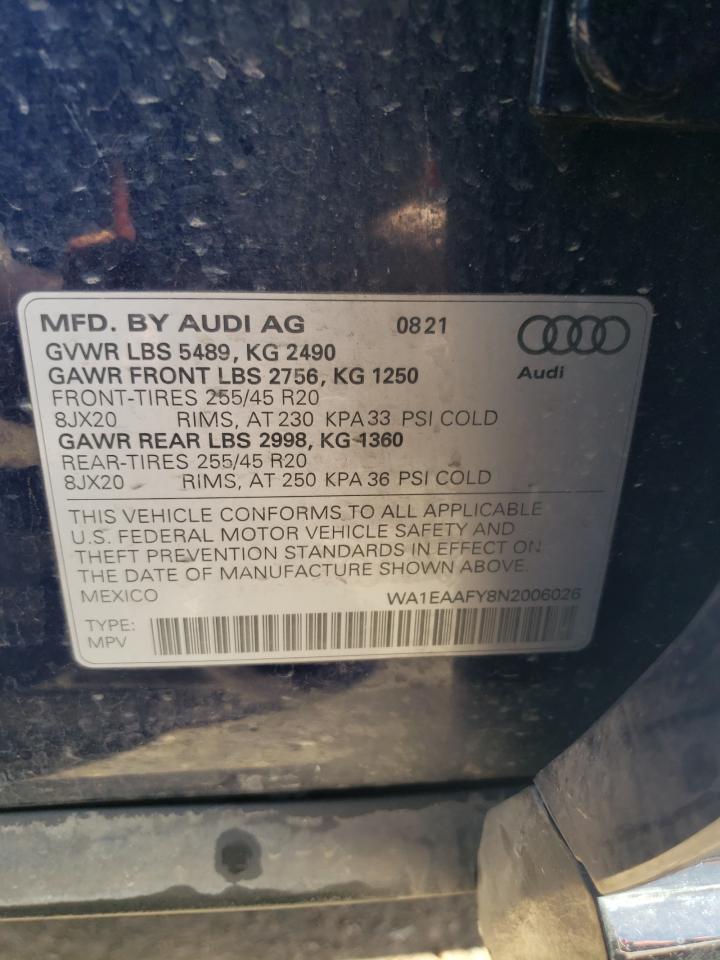 MFD. BY AUDI AG 0821
GVWR LBS 5489, KG 2490
GAWR FRONT LBS 2756, KG 1250
Audi
FRONT-TIRES 255/45 R20
8JX20 RIMS, AT 230 KPA 33 PSI COLD
GAWR REAR LBS 2998, KG 1360
REAR-TIRES 255/45 R20
8JX20 RIMS, AT 250 KPA 36 PSI COLD
THIS VEHICLE CONFORMS TO ALL APPLICABLE
U.S. FEDERAL MOTOR VEHICLE SAFETY AND
THEFT PREVENTION STANDARDS IN EFFECT ON
THE DATE OF MANUFACTURE SHOWN ABOVE.
MEXICO WA1EAAFY8N2006026
TYPE:
MPV